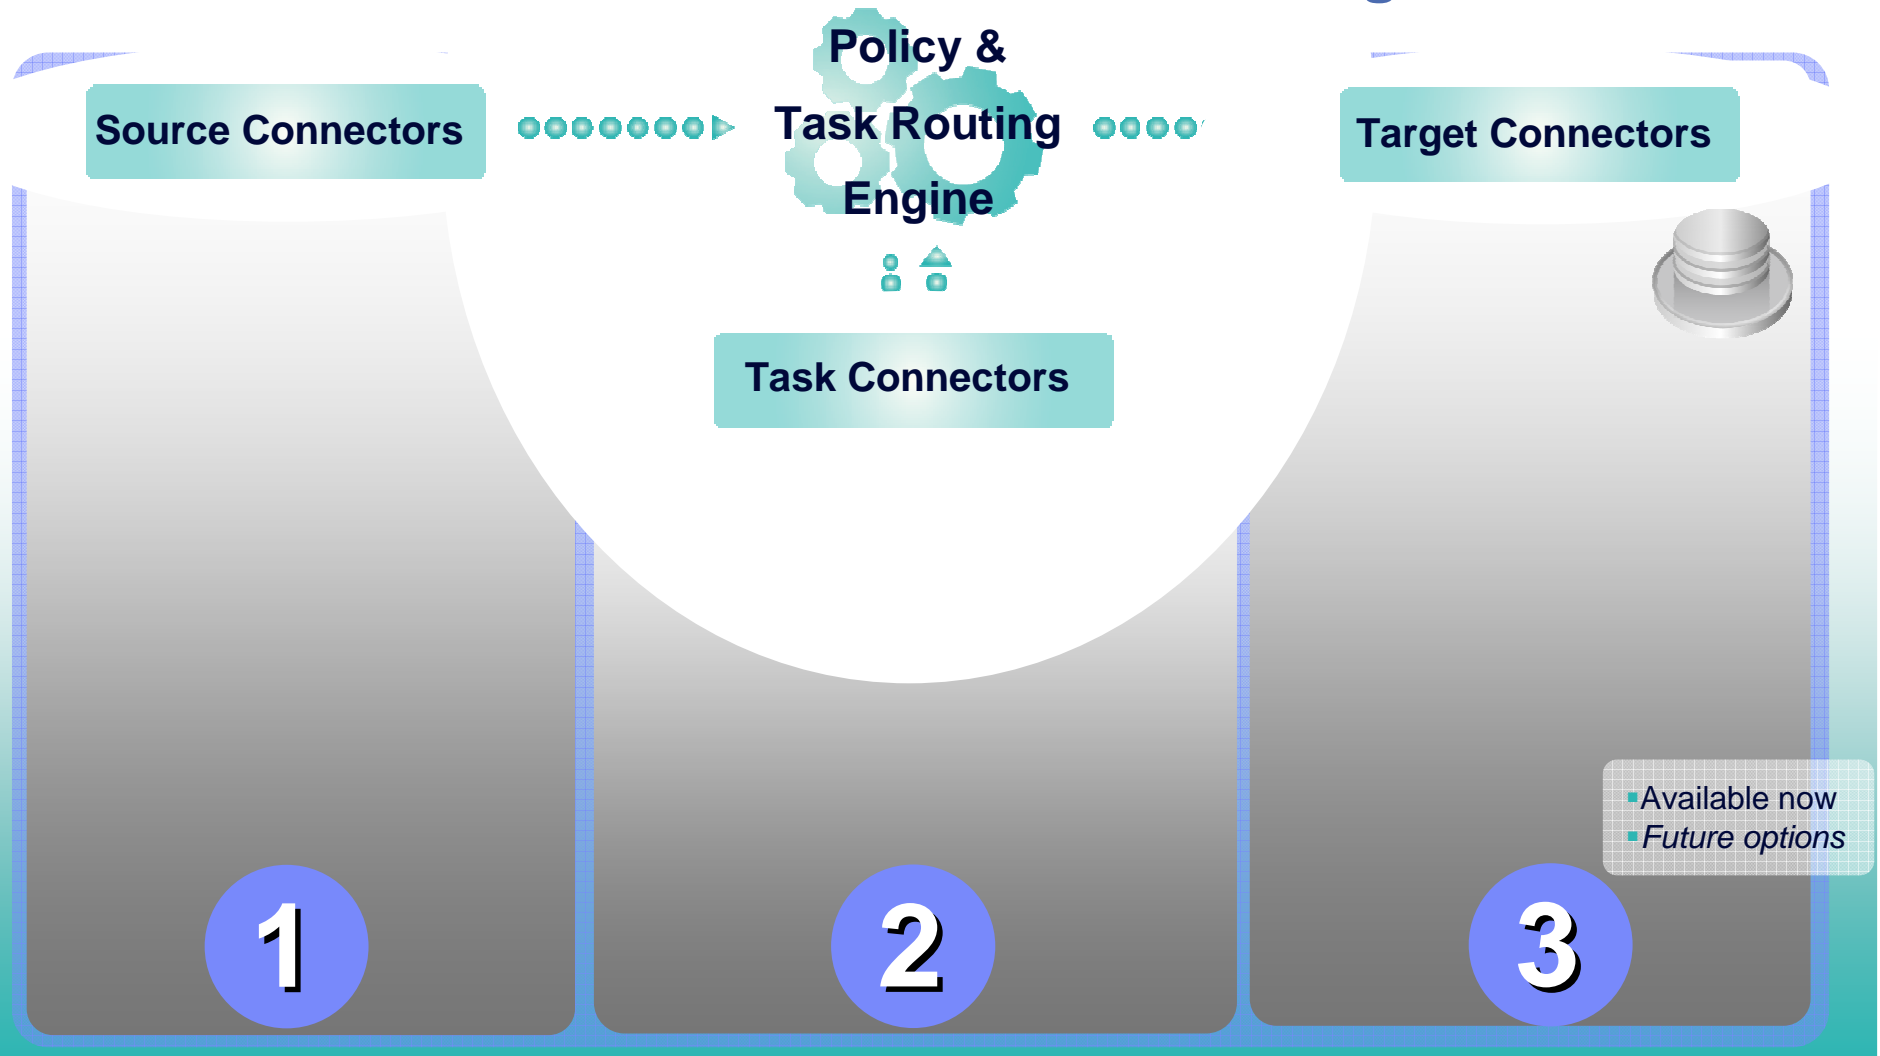 Policy &
Task Routing
Engine
Source Connectors
Target Connectors
Task Connectors
Available now
Future options
1
2
3